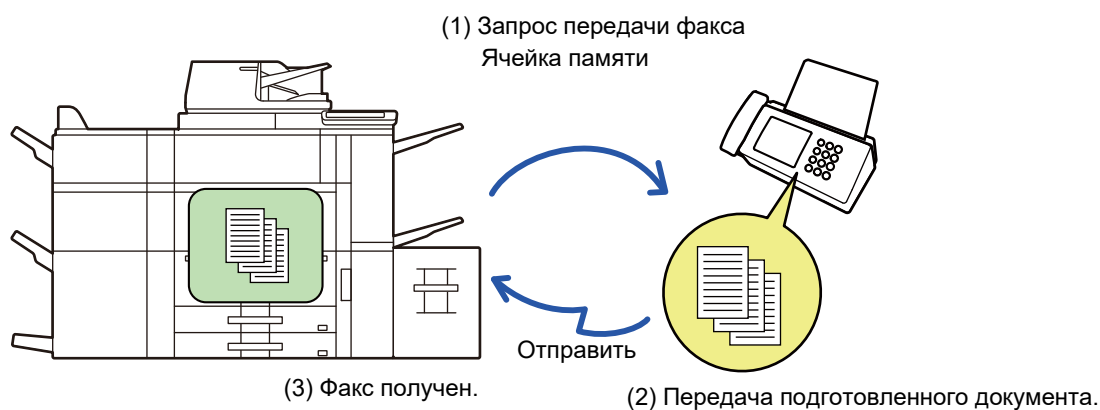 (1) Запрос передачи факса
Ячейка памяти
Отправить
(3) Факс получен.
(2) Передача подготовленного документа.